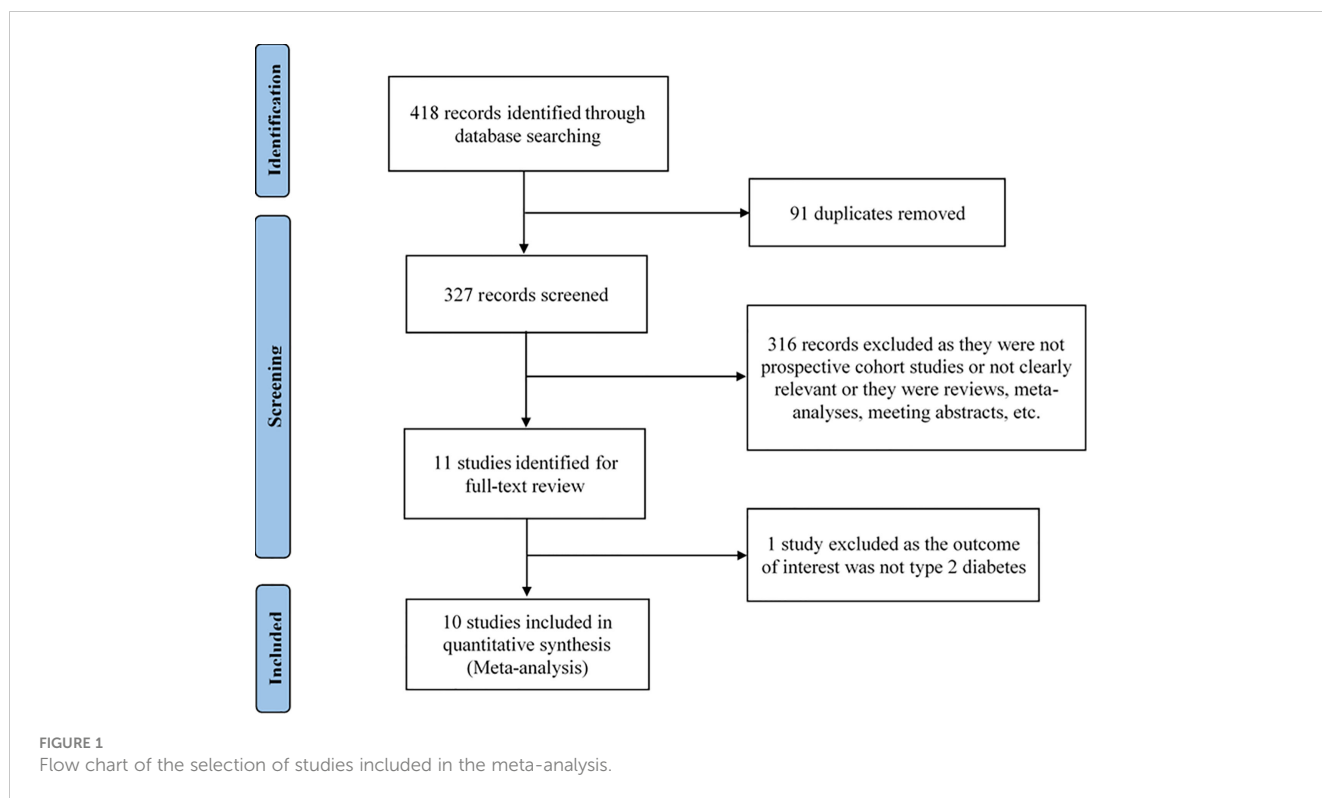 Identification
418 records identified through
database searching
91 duplicates removed
Screening
327 records screened
316 records excluded as they were not
prospective cohort studies or not clearly
relevant or they were reviews, meta-
analyses, meeting abstracts, etc.
11 studies identified for
full-text review
1 study excluded as the outcome
of interest was not type 2 diabetes
Included
10 studies included in
quantitative synthesis
(Meta-analysis)
FIGURE 1
Flow chart of the selection of studies included in the meta-analysis.